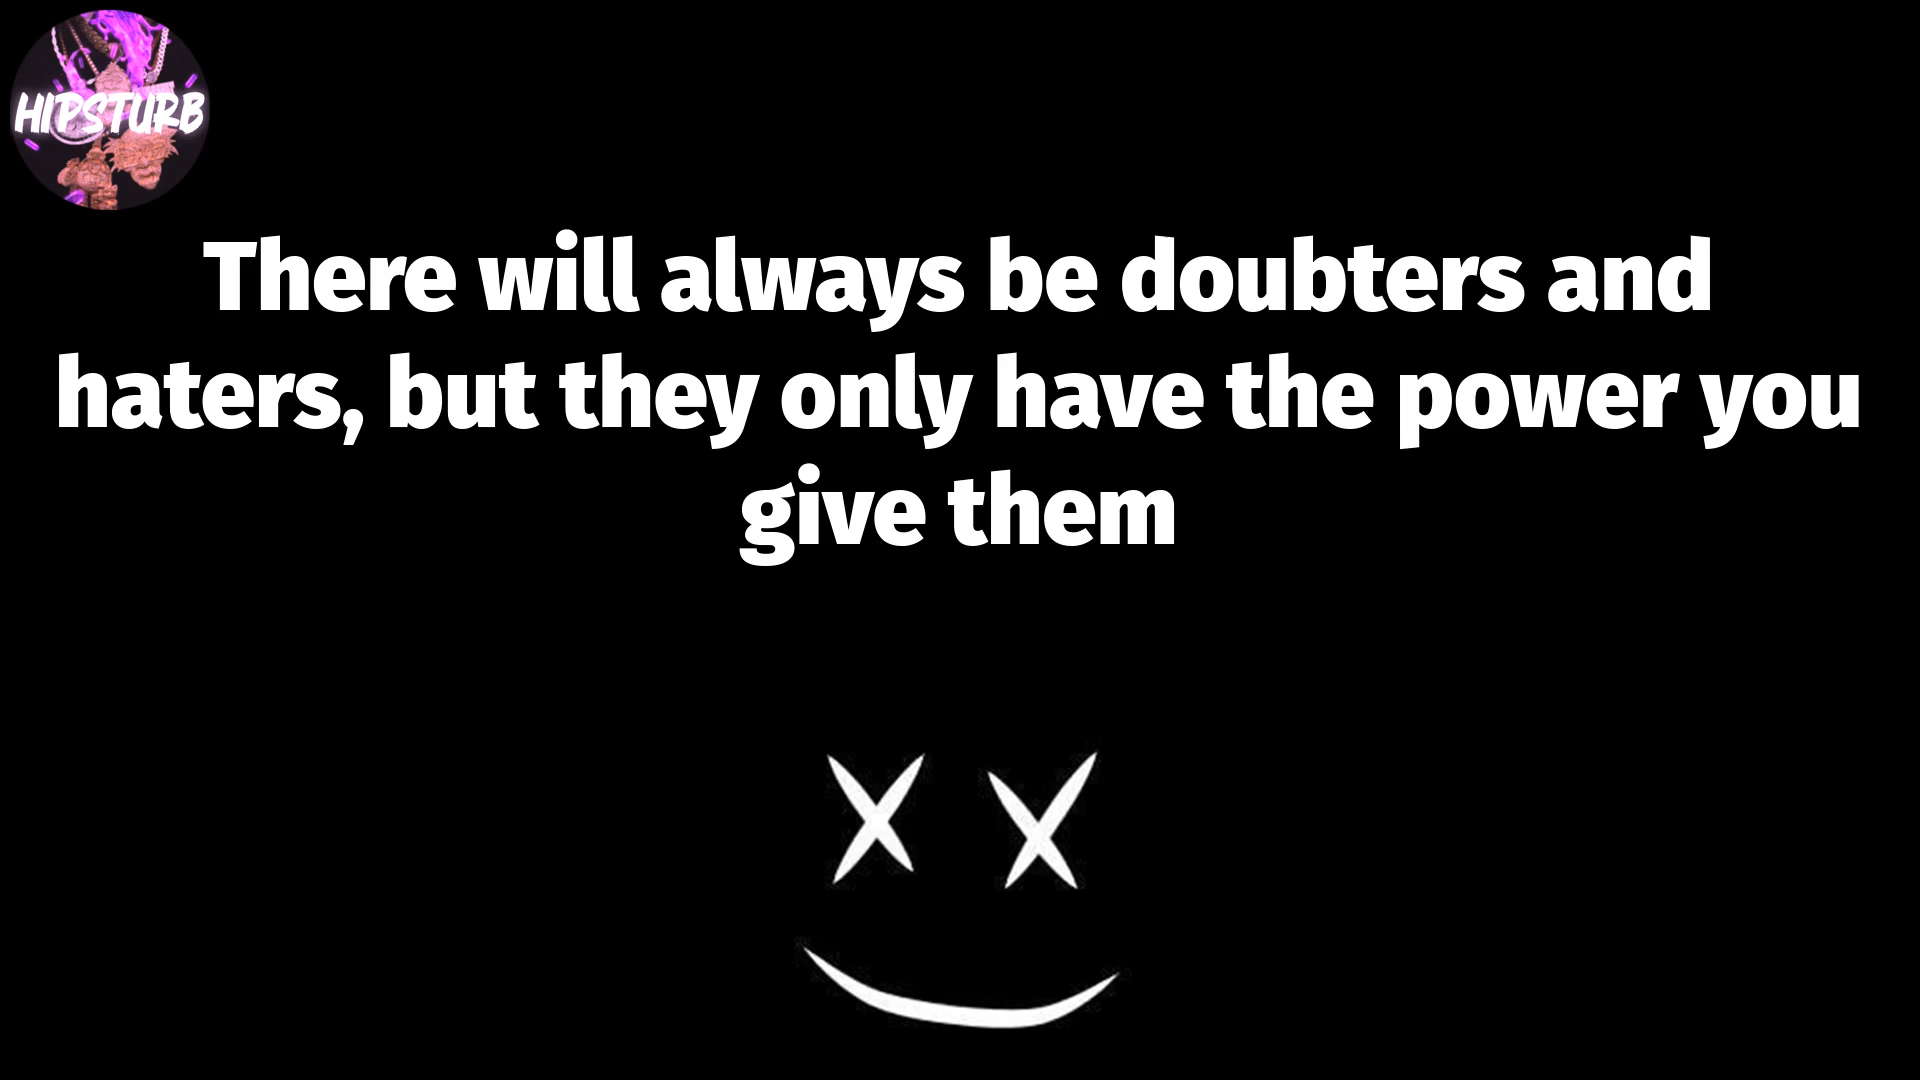 HIPSTURB
There will always be doubters and
haters, but they only have the power you
give them